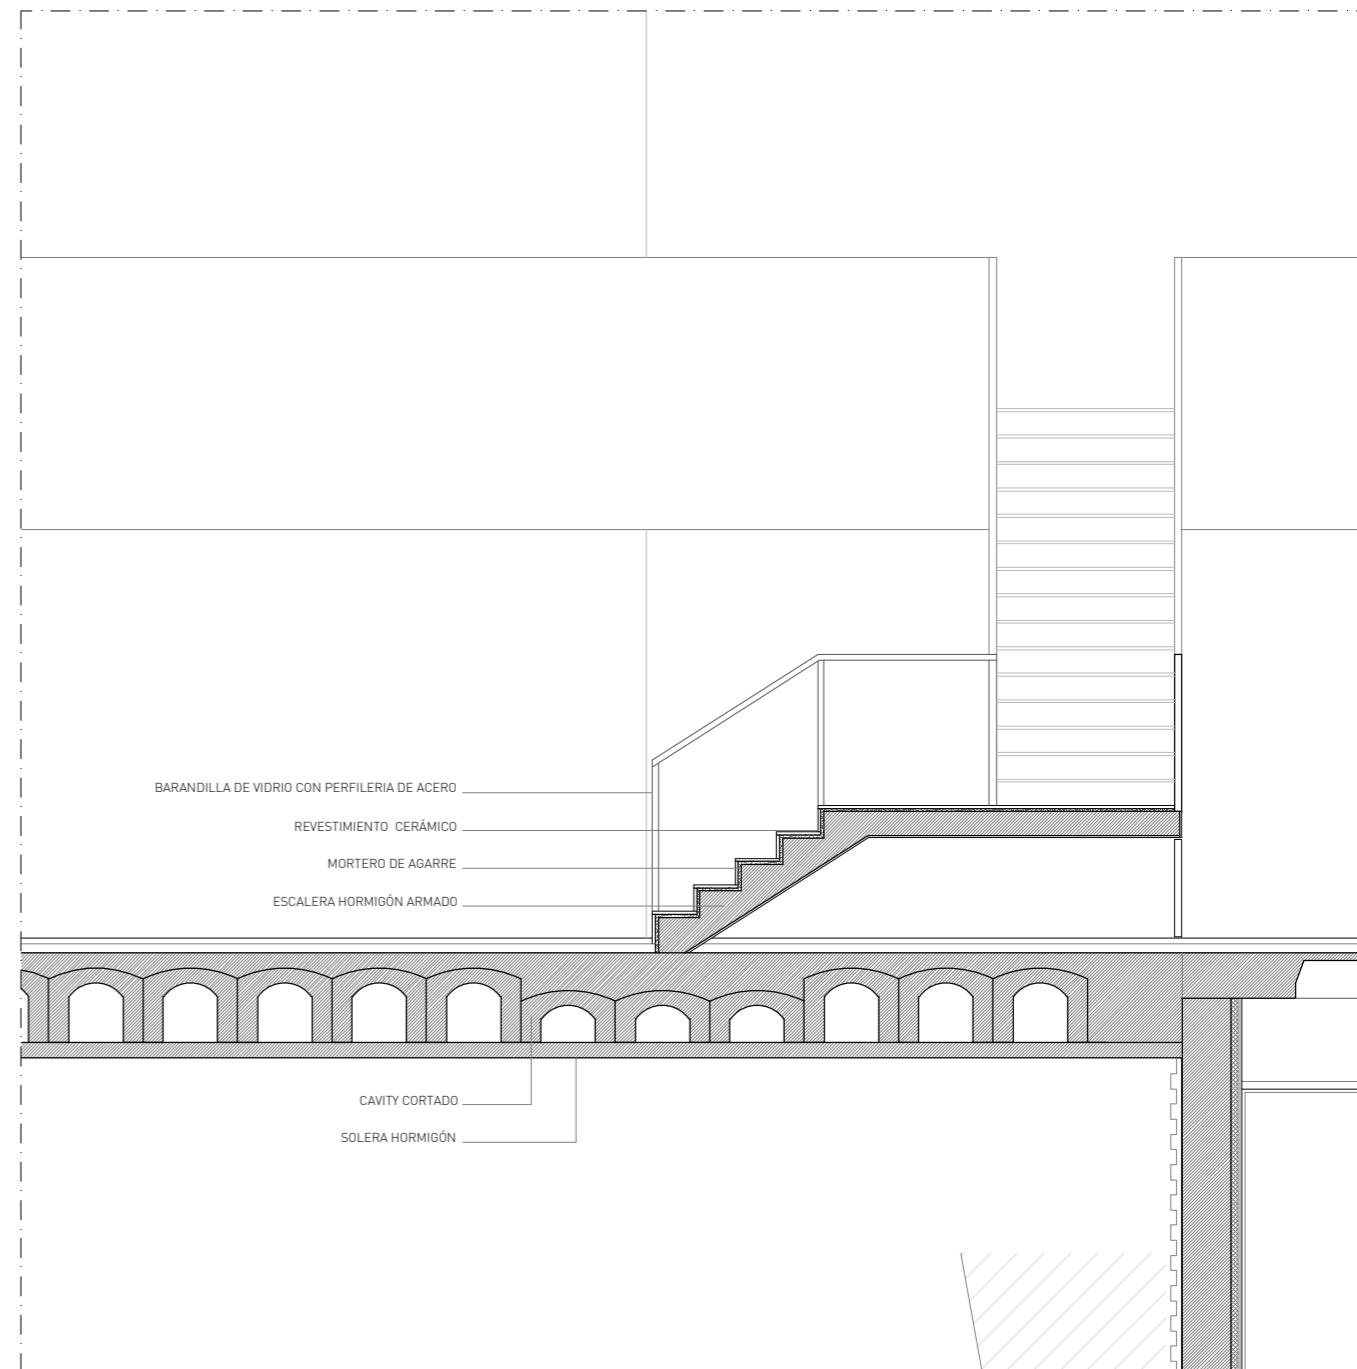 BARANDILLA DE VIDRIO CON PERFILERIA DE ACERO
REVESTIMIENTO CERÁMICO
MORTERO DE AGARRE
ESCALERA HORMIGÓN ARMADO
CAVITY CORTADO
SOLERA HORMIGÓN